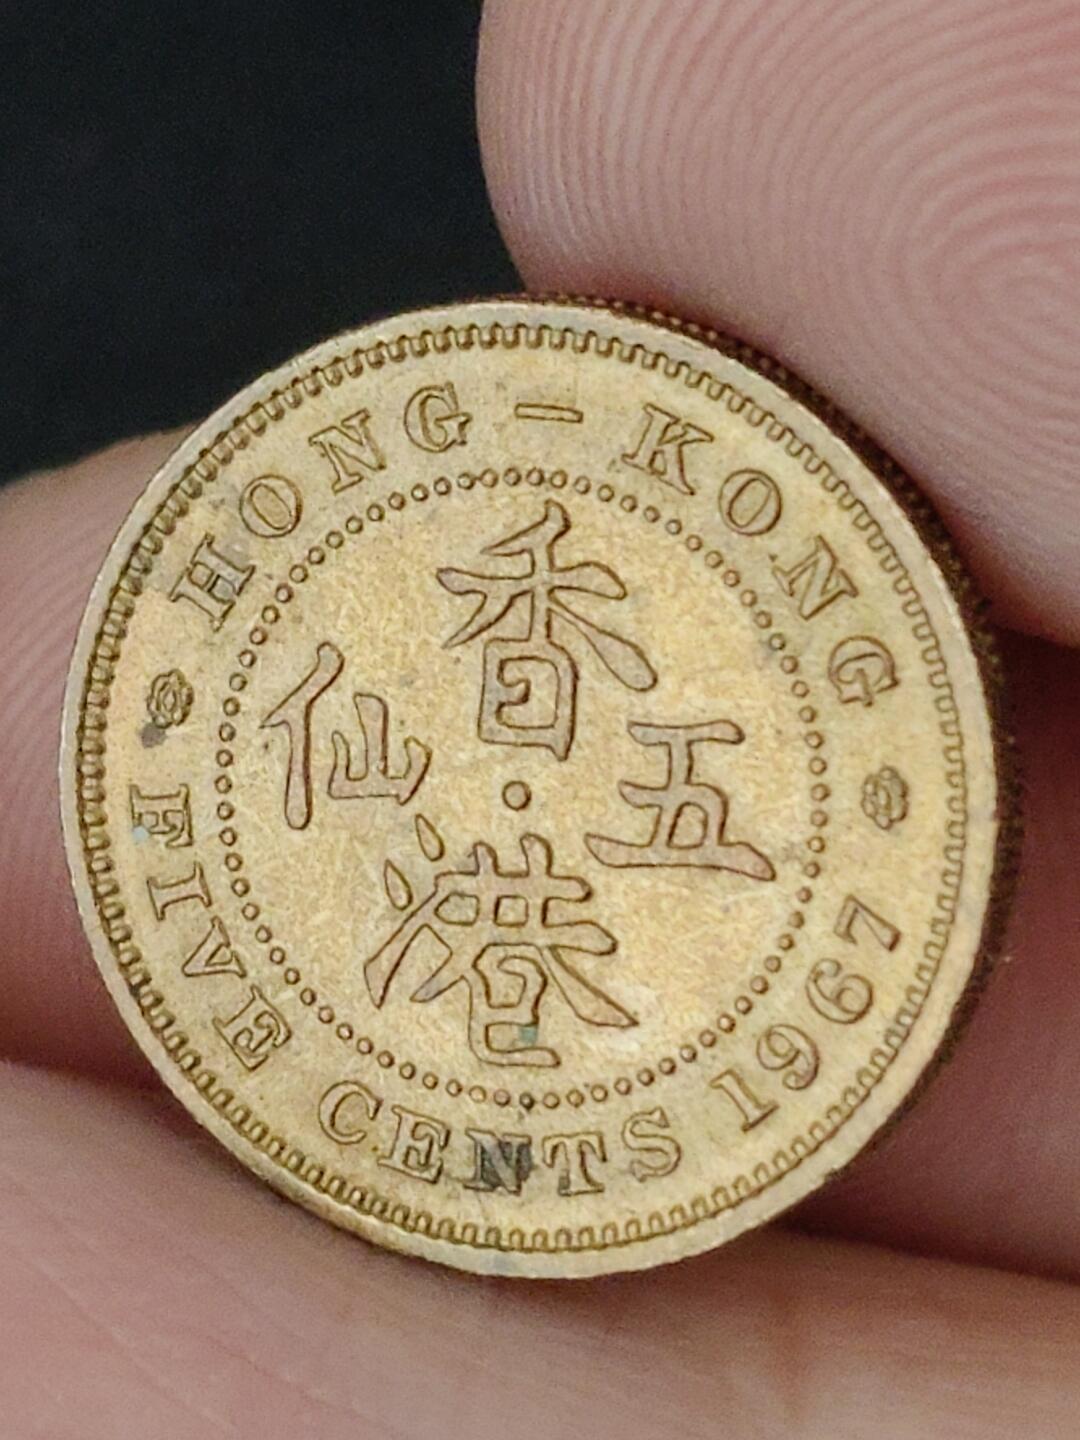 HONG - KONG
香
五
港
仙
FIVE CENTS 1967